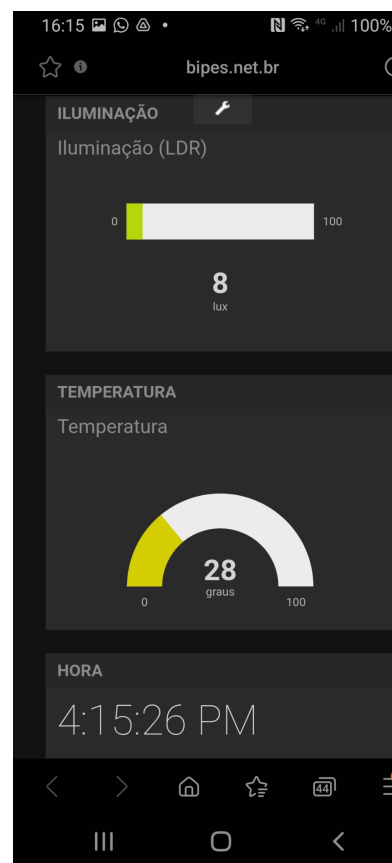 16:15
4G
100%
bipes.net.br
ILUMINAÇÃO
Iluminação (LDR)
0
100
8
lux
TEMPERATURA
Temperatura
28
graus
0
100
HORA
4:15:26 PM
44